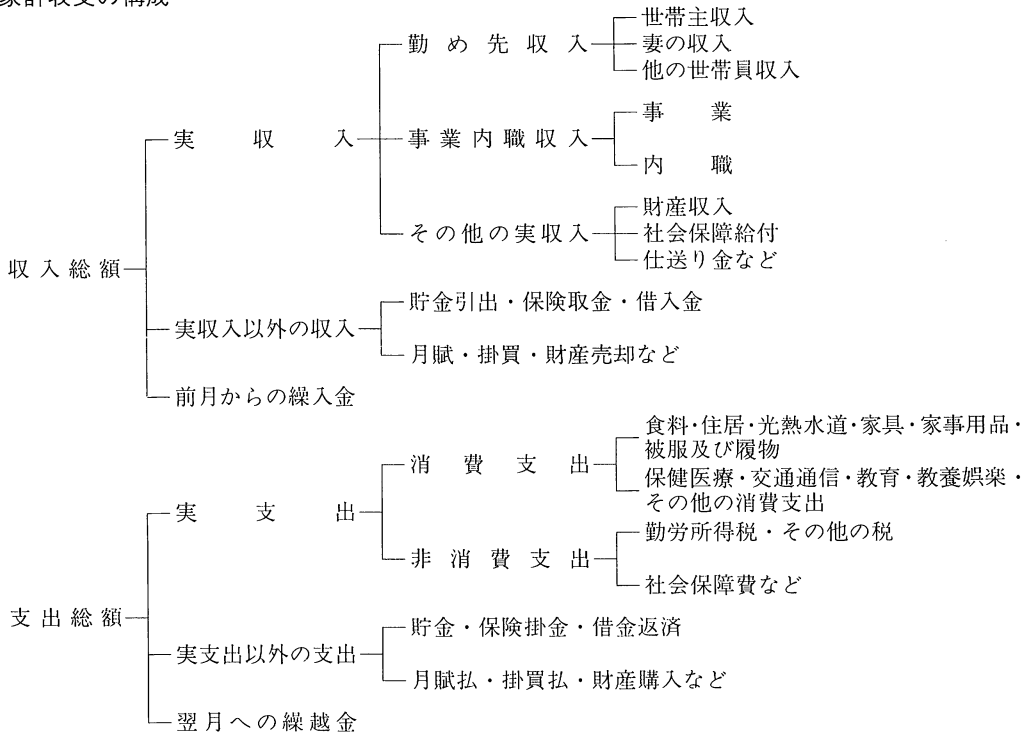 家計収支の構成
収入総額
実収入
勤め先収入
世帯主収入
妻の収入
他の世帯員収入
事業内職収入
事業
内職
その他の実収入
財産収入
社会保障給付
仕送り金など
実収入以外の収入
貯金引出・保険取金・借入金
月賦・掛買・財産売却など
前月からの繰入金
支出総額
実支出
消費支出
食料・住居・光熱水道・家具・家事用品・
被服及び履物
保健医療・交通通信・教育・教養娯楽・
その他の消費支出
非消費支出
勤労所得税・その他の税
社会保障費など
実支出以外の支出
貯金・保険掛金・借金返済
月賦払・掛買払・財産購入など
翌月への繰越金